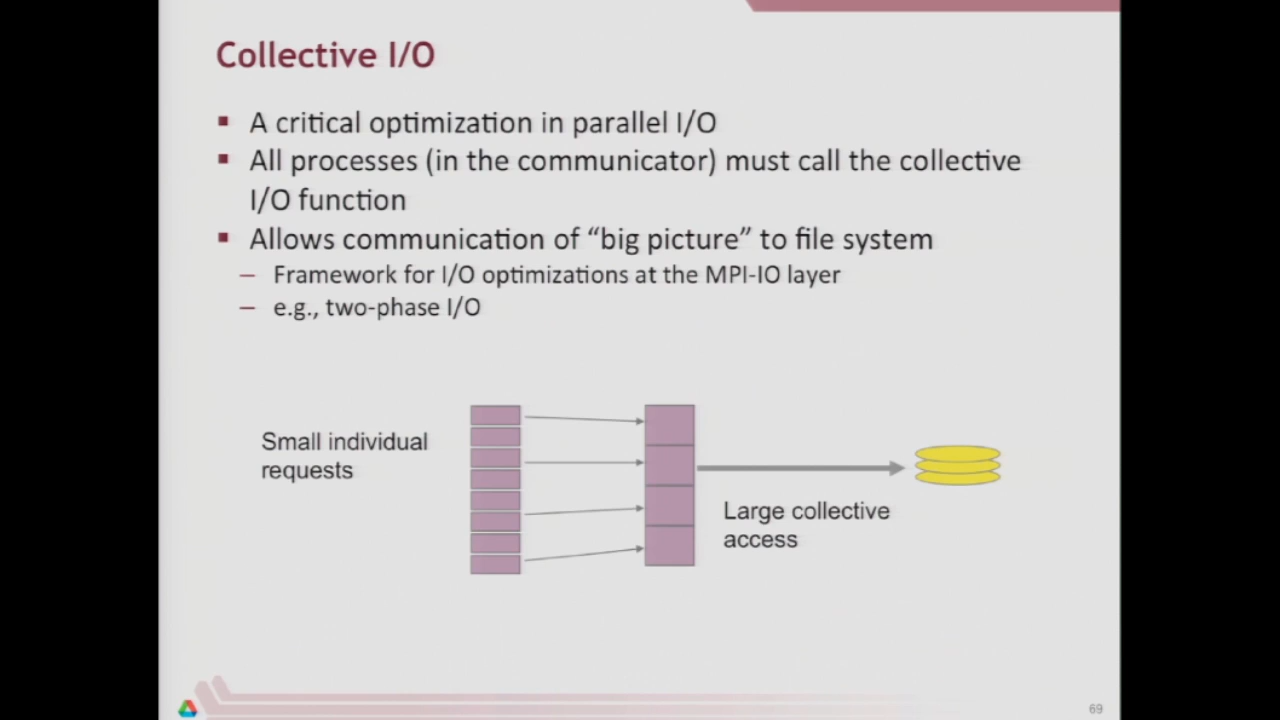 Collective I/O
▪ A critical optimization in parallel I/O
▪ All processes (in the communicator) must call the collective
I/O function
▪ Allows communication of “big picture” to file system
– Framework for I/O optimizations at the MPI-IO layer
– e.g., two-phase I/O
Small individual
requests
Large collective
access
69